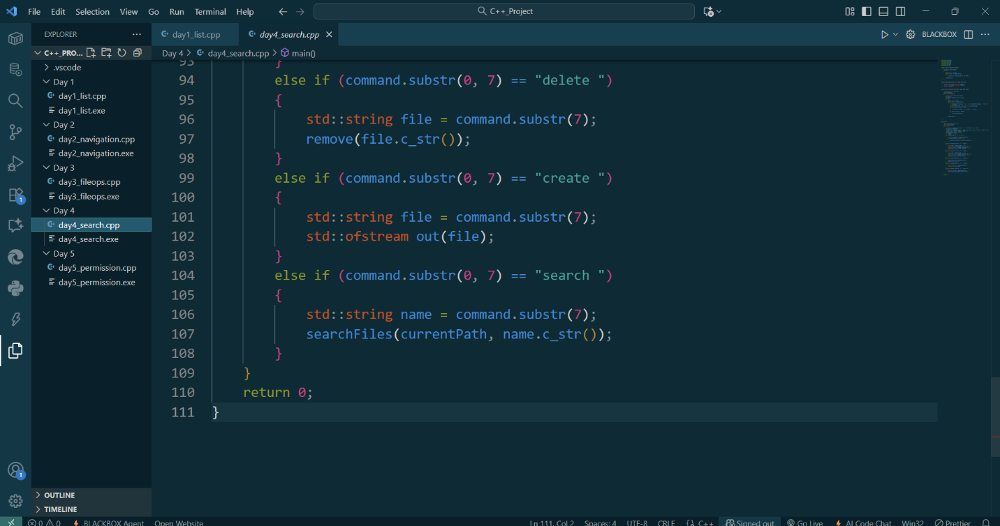 File Edit Selection View Go Run Terminal Help
C++_Project
EXPLORER
C++_PRO...
.vscode
Day 1
day1_list.cpp
day1_list.exe
Day 2
day2_navigation.cpp
day2_navigation.exe
Day 3
day3_fileops.cpp
day3_fileops.exe
Day 4
day4_search.cpp
day4_search.exe
Day 5
day5_permission.cpp
day5_permission.exe
OUTLINE
TIMELINE
1
1
day1_list.cpp day4_search.cpp
BLACKBOX
Day 4 > day4_search.cpp > main()
93 }
94 else if (command.substr(0, 7) == "delete ")
95 {
96 std::string file = command.substr(7);
97 remove(file.c_str());
98 }
99 else if (command.substr(0, 7) == "create ")
100 {
101 std::string file = command.substr(7);
102 std::ofstream out(file);
103 }
104 else if (command.substr(0, 7) == "search ")
105 {
106 std::string name = command.substr(7);
107 searchFiles(currentPath, name.c_str());
108 }
109 }
110 return 0;
111 }
0 0 BLACKBOX Agent Open Website Ln 111, Col 2 Spaces: 4 UTF-8 CRLF {} C++ Signed out Go Live AI Code Chat Win32 Prettier